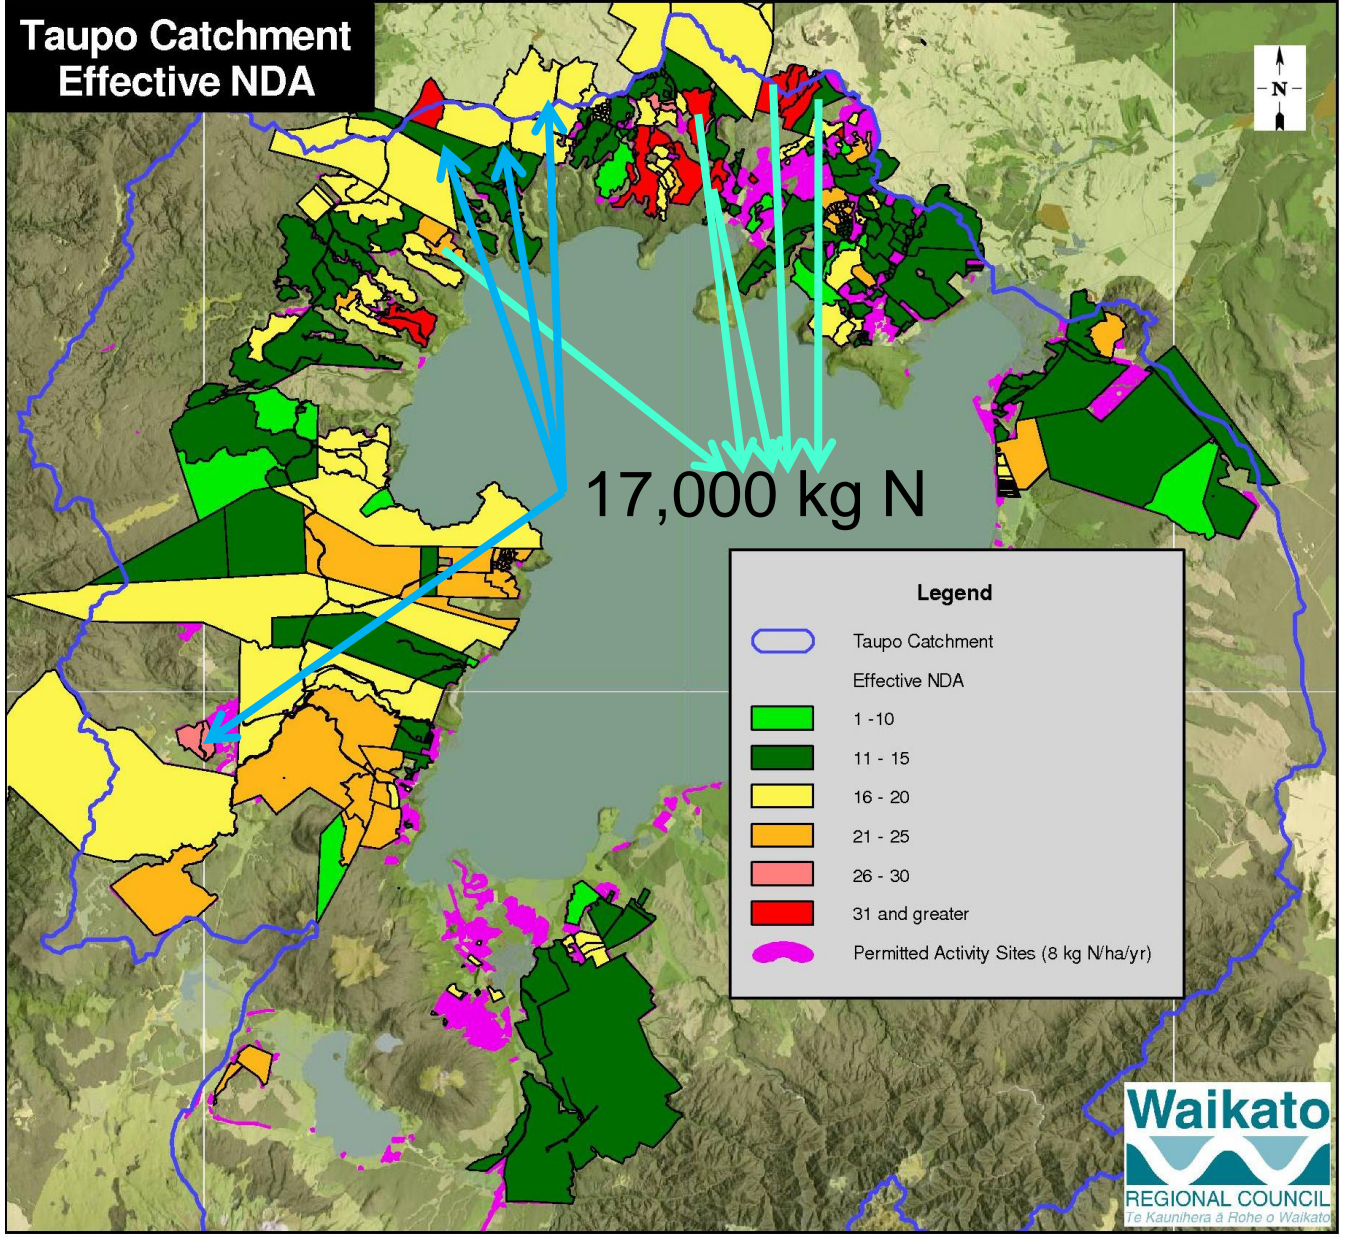 Taupo Catchment
Effective NDA
N
17,000 kg N
Legend
Taupo Catchment
Effective NDA
1 -10
11 - 15
16 - 20
21 - 25
26 - 30
31 and greater
Permitted Activity Sites (8 kg N/ha/yr)
Waikato
REGIONAL COUNCIL
Te Kaunihera ā Rohe o Waikato